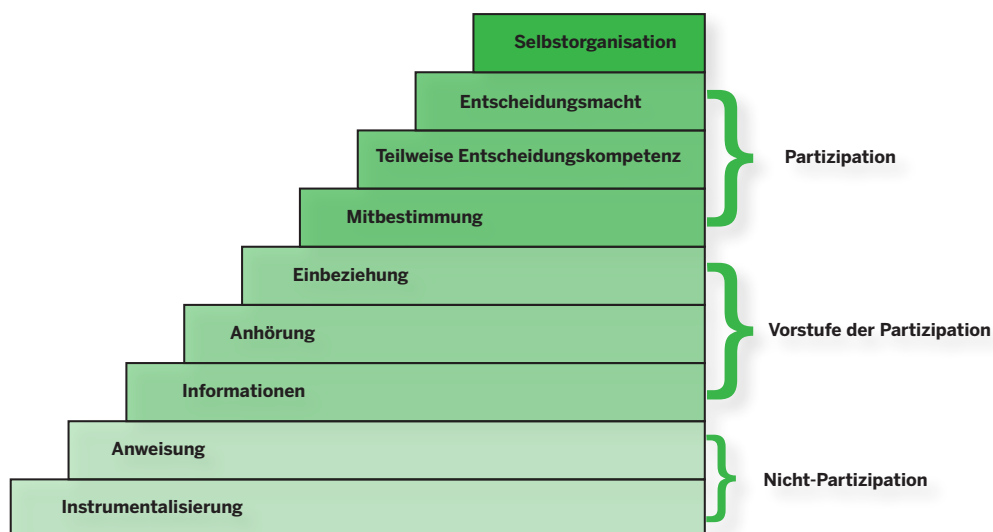 Selbstorganisation
Entscheidungsmacht
Teilweise Entscheidungskompetenz
Partizipation
Mitbestimmung
Einbeziehung
Anhörung
Vorstufe der Partizipation
Informationen
Anweisung
Nicht-Partizipation
Instrumentalisierung